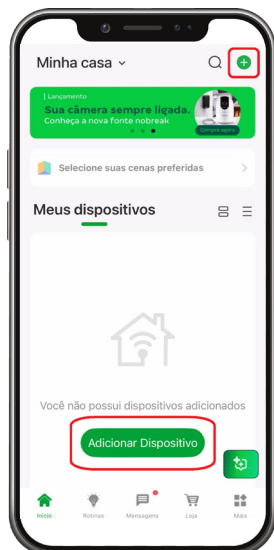 Minha casa
| Lançamento
Sua câmera sempre ligada.
Conheça a nova fonte nobreak
Compre agora
Selecione suas cenas preferidas
Meus dispositivos
Você não possui dispositivos adicionados
Adicionar Dispositivo
Início
Rotinas
Mensagens
Loja
Mais